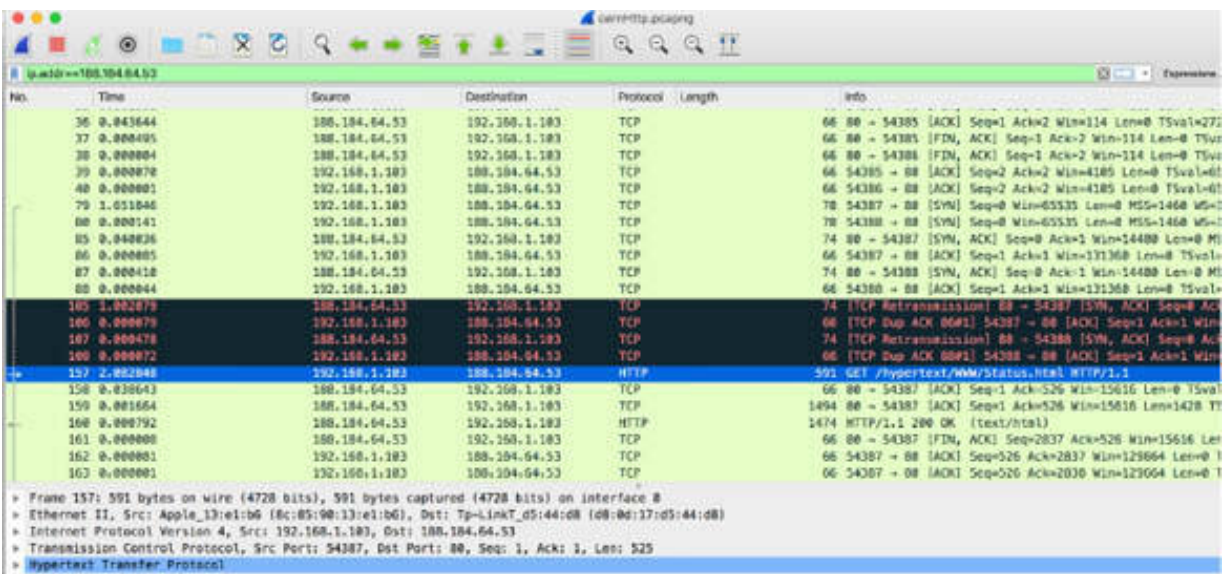 cernHttp.pcapng
ip.addr==188.184.64.53
Expression...
No. Time Source Destination Protocol Length Info
36 0.043644 188.184.64.53 192.168.1.103 TCP 66 80 → 54385 [ACK] Seq=1 Ack=2 Win=114 Len=0 TSval=272
37 0.000495 188.184.64.53 192.168.1.103 TCP 66 80 → 54385 [FIN, ACK] Seq=1 Ack=2 Win=114 Len=0 TSva
38 0.000004 188.184.64.53 192.168.1.103 TCP 66 80 → 54386 [FIN, ACK] Seq=1 Ack=2 Win=114 Len=0 TSva
39 0.000070 192.168.1.103 188.184.64.53 TCP 66 54385 → 80 [ACK] Seq=2 Ack=2 Win=4105 Len=0 TSval=65
40 0.000001 192.168.1.103 188.184.64.53 TCP 66 54386 → 80 [ACK] Seq=2 Ack=2 Win=4105 Len=0 TSval=65
79 1.651846 192.168.1.103 188.184.64.53 TCP 78 54387 → 80 [SYN] Seq=0 Win=65535 Len=0 MSS=1460 WS=
80 0.000141 192.168.1.103 188.184.64.53 TCP 78 54388 → 80 [SYN] Seq=0 Win=65535 Len=0 MSS=1460 WS=
85 0.040036 188.184.64.53 192.168.1.103 TCP 74 80 → 54387 [SYN, ACK] Seq=0 Ack=1 Win=14480 Len=0 MS
86 0.000085 192.168.1.103 188.184.64.53 TCP 66 54387 → 80 [ACK] Seq=1 Ack=1 Win=131360 Len=0 TSval=
87 0.000410 188.184.64.53 192.168.1.103 TCP 74 80 → 54388 [SYN, ACK] Seq=0 Ack=1 Win=14480 Len=0 MS
88 0.000044 192.168.1.103 188.184.64.53 TCP 66 54388 → 80 [ACK] Seq=1 Ack=1 Win=131360 Len=0 TSval=
105 1.002079 188.184.64.53 192.168.1.103 TCP 74 [TCP Retransmission] 80 → 54387 [SYN, ACK] Seq=0 Ack
106 0.000079 192.168.1.103 188.184.64.53 TCP 66 [TCP Dup ACK 86#1] 54387 → 80 [ACK] Seq=1 Ack=1 Win=
107 0.000478 188.184.64.53 192.168.1.103 TCP 74 [TCP Retransmission] 80 → 54388 [SYN, ACK] Seq=0 Ack
108 0.000072 192.168.1.103 188.184.64.53 TCP 66 [TCP Dup ACK 88#1] 54388 → 80 [ACK] Seq=1 Ack=1 Win=
157 2.082848 192.168.1.103 188.184.64.53 HTTP 591 GET /hypertext/WWW/Status.html HTTP/1.1
158 0.038643 188.184.64.53 192.168.1.103 TCP 66 80 → 54387 [ACK] Seq=1 Ack=526 Win=15616 Len=0 TSval
159 0.001664 188.184.64.53 192.168.1.103 TCP 1494 80 → 54387 [ACK] Seq=1 Ack=526 Win=15616 Len=1428 TS
160 0.000792 188.184.64.53 192.168.1.103 HTTP 1474 HTTP/1.1 200 OK (text/html)
161 0.000000 188.184.64.53 192.168.1.103 TCP 66 80 → 54387 [FIN, ACK] Seq=2837 Ack=526 Win=15616 Len=
162 0.000081 192.168.1.103 188.184.64.53 TCP 66 54387 → 80 [ACK] Seq=526 Ack=2837 Win=129664 Len=0 T
163 0.000001 192.168.1.103 188.184.64.53 TCP 66 54387 → 80 [ACK] Seq=526 Ack=2838 Win=129664 Len=0 T
Frame 157: 591 bytes on wire (4728 bits), 591 bytes captured (4728 bits) on interface 0
Ethernet II, Src: Apple_13:e1:b6 (8c:85:90:13:e1:b6), Dst: Tp-LinkT_d5:44:d8 (d8:0d:17:d5:44:d8)
Internet Protocol Version 4, Src: 192.168.1.103, Dst: 188.184.64.53
Transmission Control Protocol, Src Port: 54387, Dst Port: 80, Seq: 1, Ack: 1, Len: 525
Hypertext Transfer Protocol